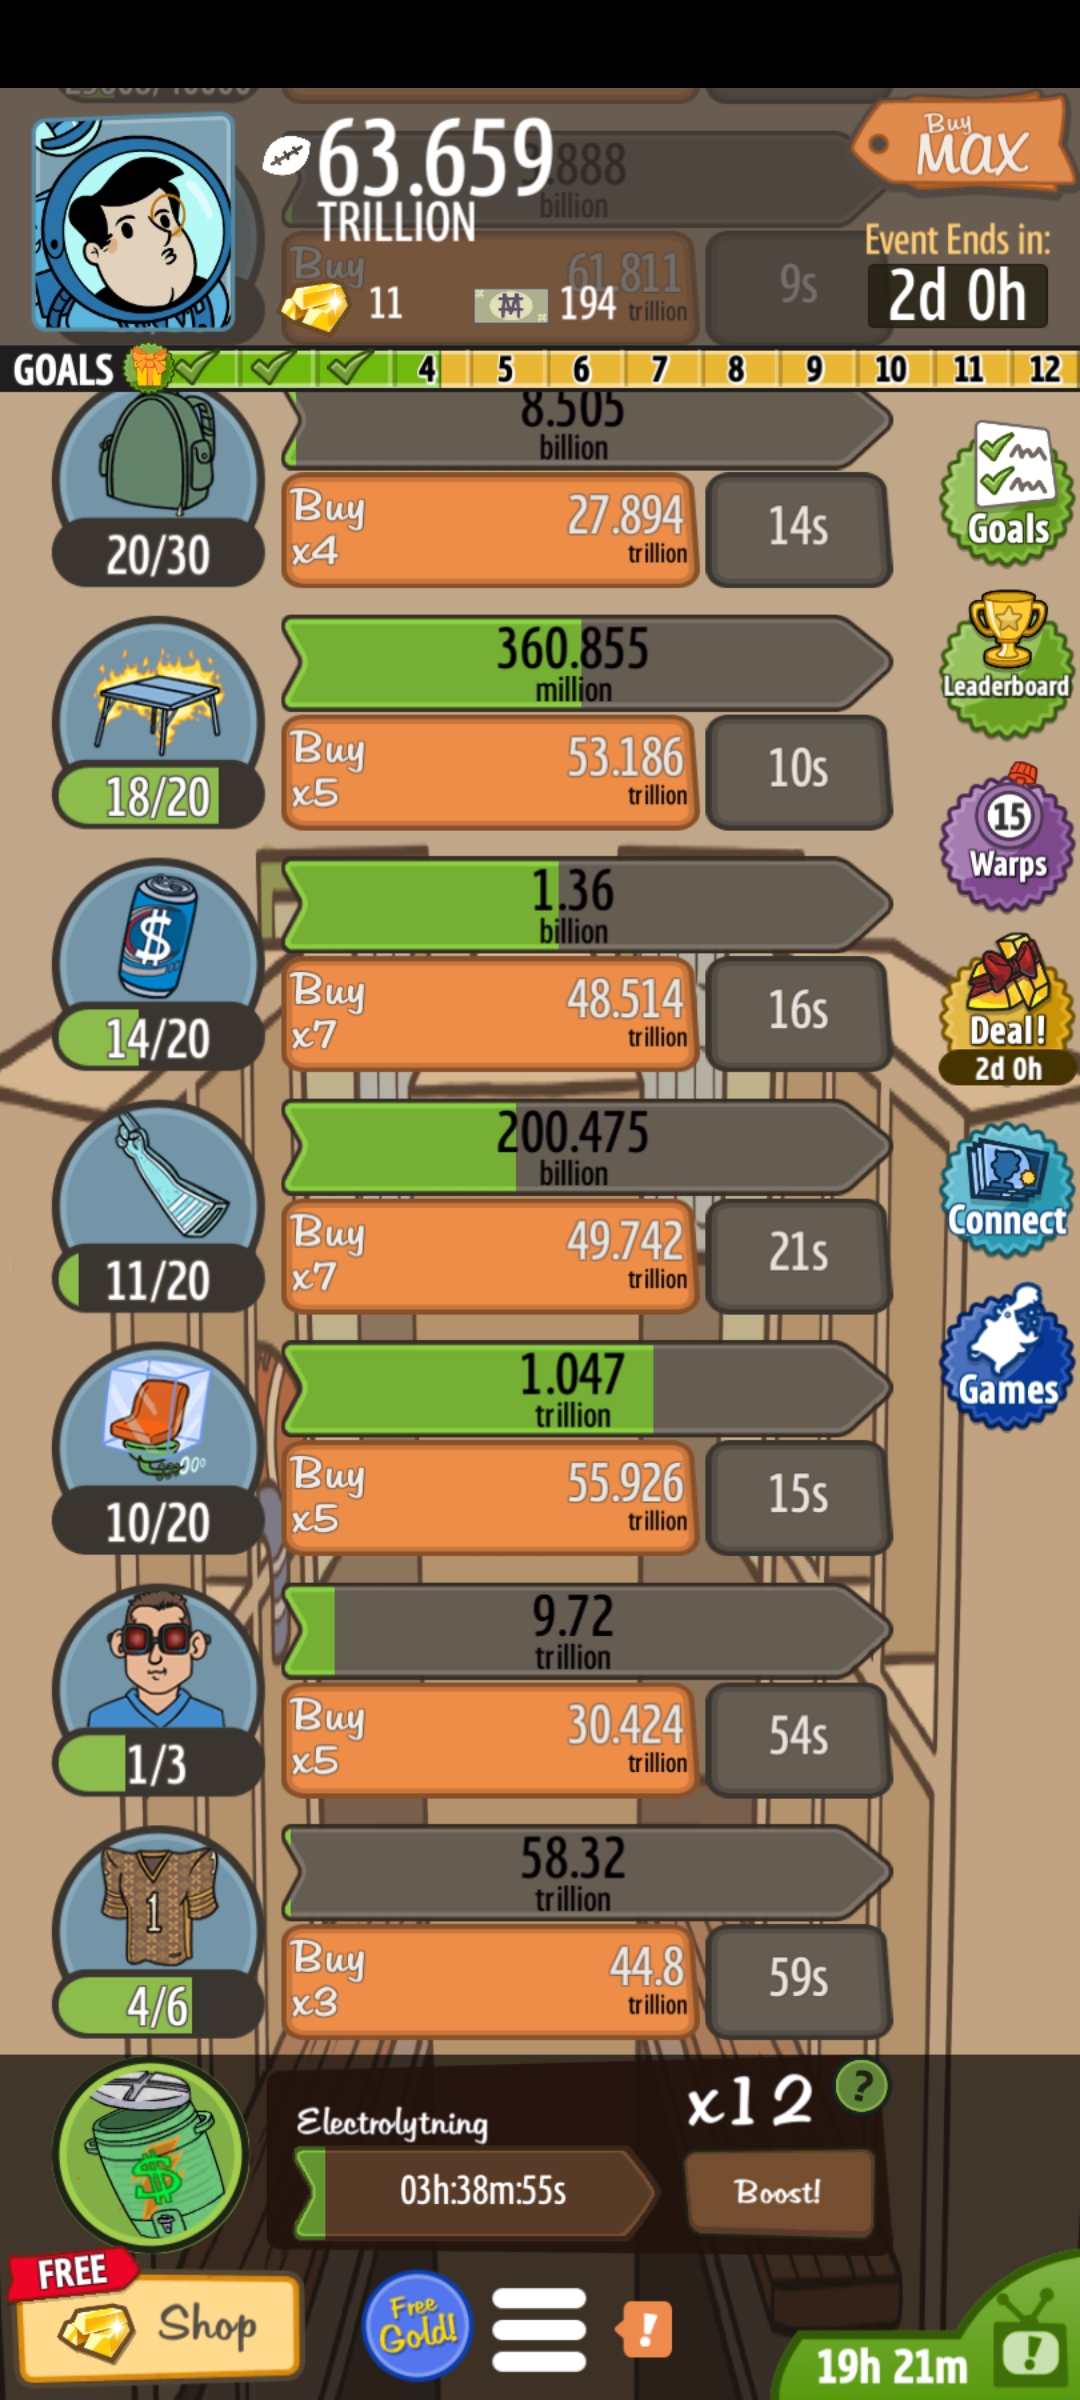 63.659
TRILLION
Buy
MAX
.888
billion
Event Ends in:
2d 0h
Buy
61.811
trillion
9s
11
194
GOALS
4
5
6
7
8
9
10
11
12
8.505
billion
Buy
x4
27.894
trillion
14s
20/30
Goals
360.855
million
Buy
x5
53.186
trillion
10s
18/20
Leaderboard
15
Warps
1.36
billion
Buy
x7
48.514
trillion
16s
14/20
Deal!
2d 0h
200.475
billion
Buy
x7
49.742
trillion
21s
11/20
Connect
1.047
trillion
Buy
x5
55.926
trillion
15s
10/20
Games
9.72
trillion
Buy
x5
30.424
trillion
54s
1/3
58.32
trillion
1
Buy
x3
44.8
trillion
59s
4/6
Electrolytning
x12
?
03h:38m:55s
Boost!
FREE
Shop
Free
Gold!
!
19h 21m
!